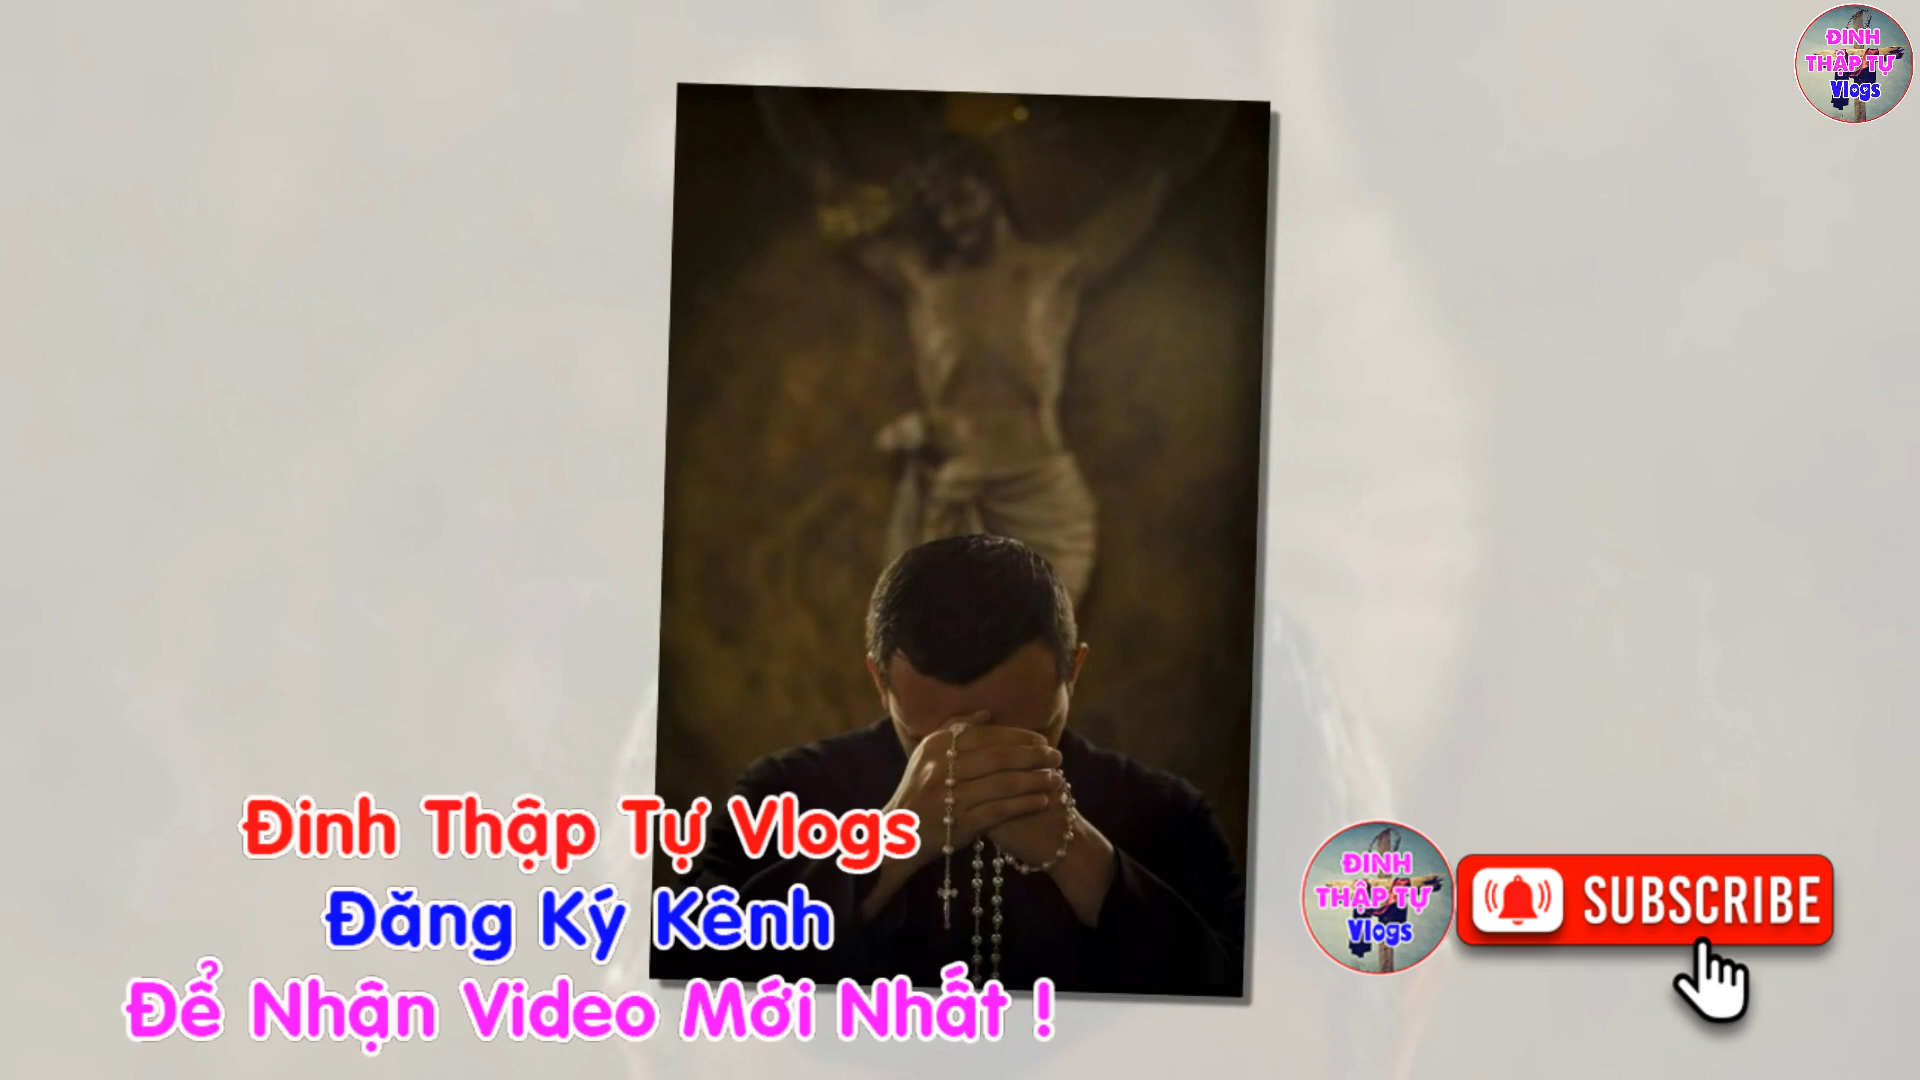 ĐINH
THẬP TỰ
Vlogs
Đinh Thập Tự Vlogs
Đăng Ký Kênh
Để Nhận Video Mới Nhất !
ĐINH
THẬP TỰ
Vlogs
SUBSCRIBE